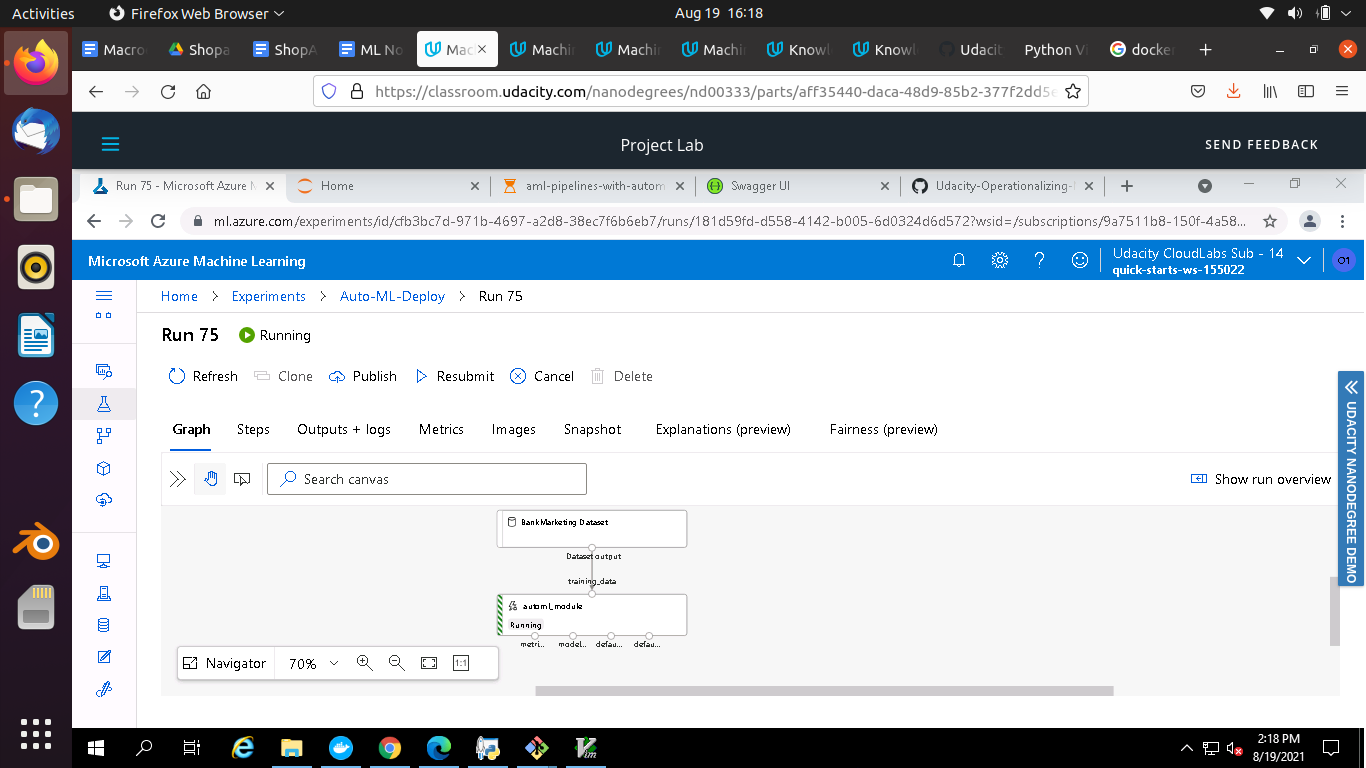 Activities Firefox Web Browser Aug 19 16:18
Macro Shopa ShopA ML No Mac Machin Machin Machin Knowl Knowl Udacit Python Vi docker
https://classroom.udacity.com/nanodegrees/nd00333/parts/aff35440-daca-48d9-85b2-377f2dd5e
Project Lab SEND FEEDBACK
Run 75 - Microsoft Azure M Home aml-pipelines-with-autom Swagger UI Udacity-Operationalizing-
ml.azure.com/experiments/id/cfb3bc7d-971b-4697-a2d8-38ec7f6b6eb7/runs/181d59fd-d558-4142-b005-6d0324d6d572?wsid=/subscriptions/9a7511b8-150f-4a58...
Microsoft Azure Machine Learning
Udacity CloudLabs Sub - 14
quick-starts-ws-155022
O1
Home > Experiments > Auto-ML-Deploy > Run 75
Run 75 Running
Refresh Clone Publish Resubmit Cancel Delete
Graph Steps Outputs + logs Metrics Images Snapshot Explanations (preview) Fairness (preview)
Search canvas Show run overview
UDACITY NANODEGREE DEMO
BankMarketing Dataset
Dataset output
training_data
automl_module
Running
metri... model... defau... defau...
Navigator 70% 1:1
2:18 PM
8/19/2021